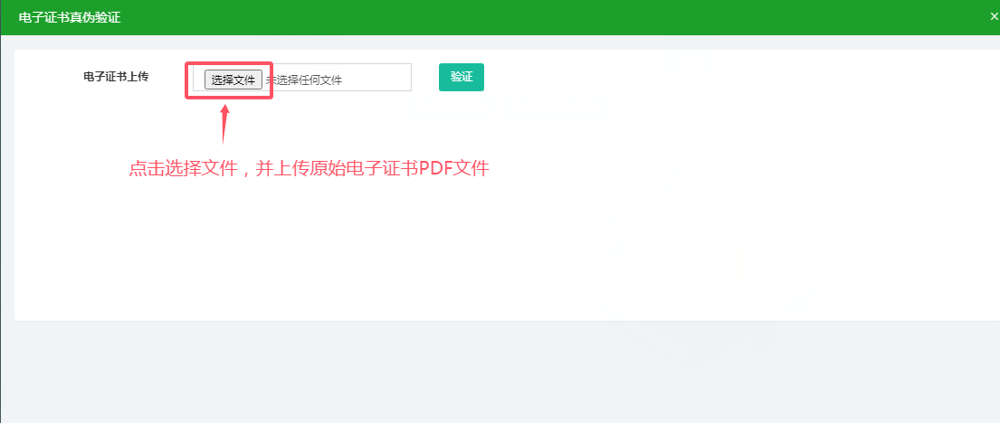 电子证书真伪验证
×
电子证书上传 选择文件 未选择任何文件 验证
点击选择文件，并上传原始电子证书PDF文件